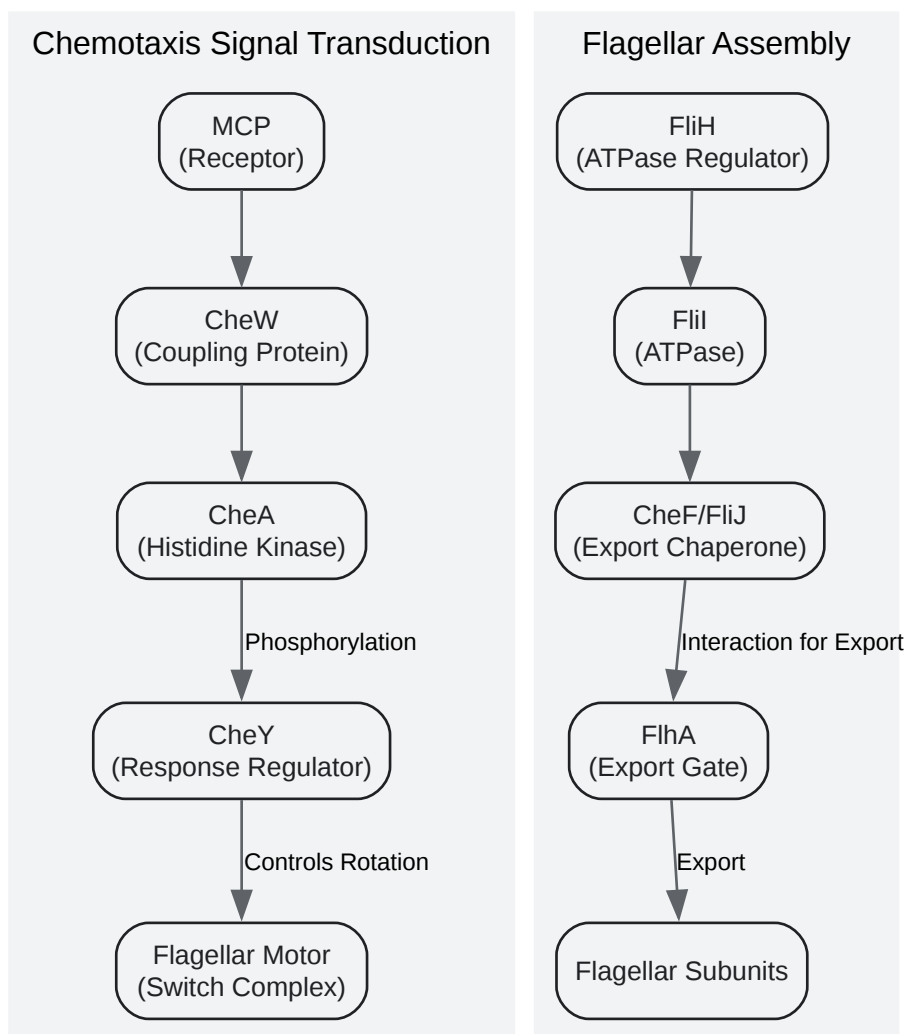 Chemotaxis Signal Transduction
MCP
(Receptor)
CheW
(Coupling Protein)
CheA
(Histidine Kinase)
Phosphorylation
CheY
(Response Regulator)
Controls Rotation
Flagellar Motor
(Switch Complex)
Flagellar Assembly
FliH
(ATPase Regulator)
FliI
(ATPase)
CheF/FliJ
(Export Chaperone)
Interaction for Export
FlhA
(Export Gate)
Export
Flagellar Subunits